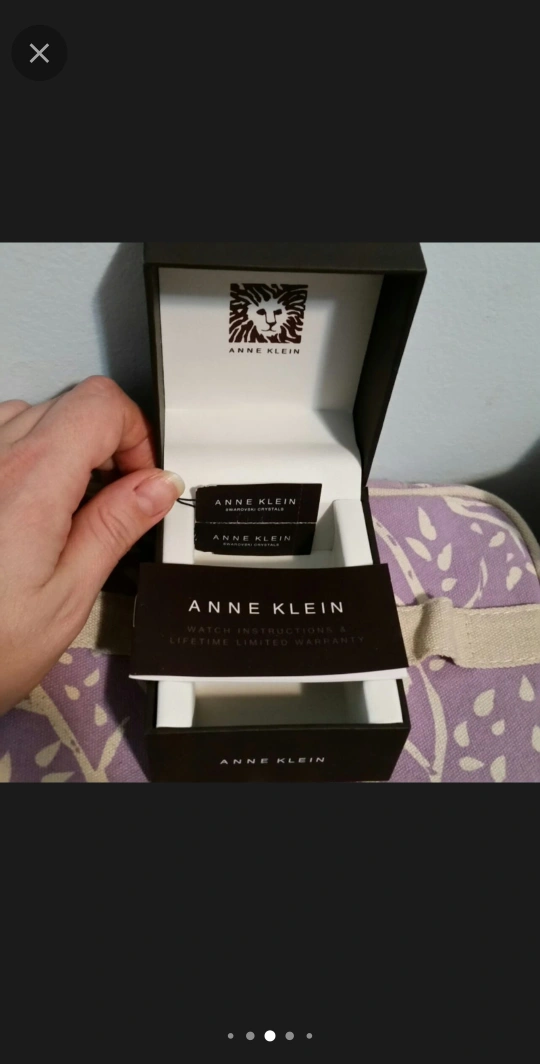 ANNE KLEIN
ANNE KLEIN
SWAROVSKI CRYSTALS
ANNE KLEIN
SWAROVSKI CRYSTALS
ANNE KLEIN
WATCH INSTRUCTIONS &
LIFETIME LIMITED WARRANTY
ANNE KLEIN